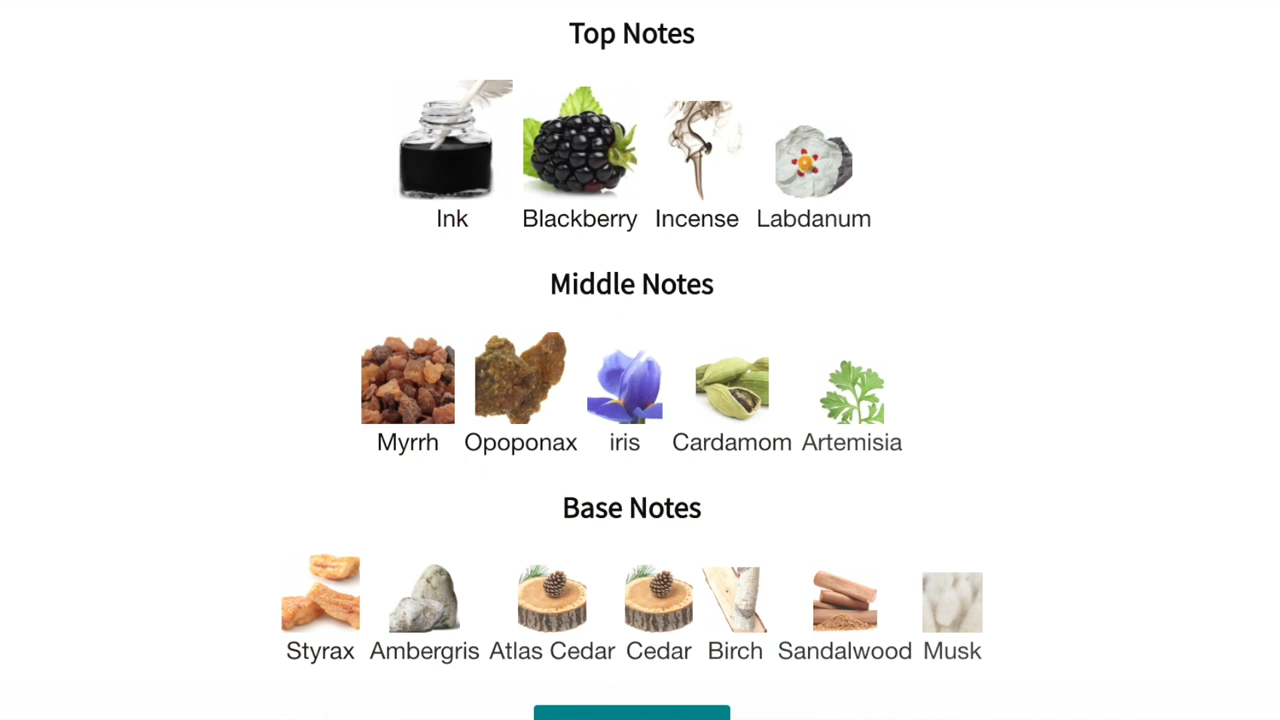 Top Notes
Ink Blackberry Incense Labdanum
Middle Notes
Myrrh Opoponax iris Cardamom Artemisia
Base Notes
Styrax Ambergris Atlas Cedar Cedar Birch Sandalwood Musk